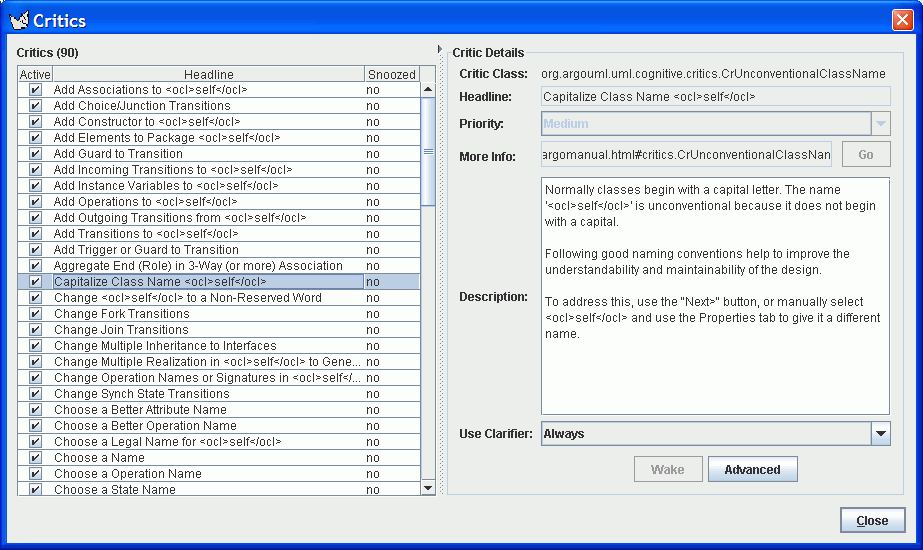 Critics
Critics (90)
Active Headline Snoozed
Add Associations to <ocl>self</ocl> no
Add Choice/Junction Transitions no
Add Constructor to <ocl>self</ocl> no
Add Elements to Package <ocl>self</ocl> no
Add Guard to Transition no
Add Incoming Transitions to <ocl>self</ocl> no
Add Instance Variables to <ocl>self</ocl> no
Add Operations to <ocl>self</ocl> no
Add Outgoing Transitions from <ocl>self</ocl> no
Add Transitions to <ocl>self</ocl> no
Add Trigger or Guard to Transition no
Aggregate End (Role) in 3-Way (or more) Association no
Capitalize Class Name <ocl>self</ocl> no
Change <ocl>self</ocl> to a Non-Reserved Word no
Change Fork Transitions no
Change Join Transitions no
Change Multiple Inheritance to Interfaces no
Change Multiple Realization in <ocl>self</ocl> to Gene... no
Change Operation Names or Signatures in <ocl>self</... no
Change Synch State Transitions no
Choose a Better Attribute Name no
Choose a Better Operation Name no
Choose a Legal Name for <ocl>self</ocl> no
Choose a Name no
Choose a Operation Name no
Choose a State Name no
Critic Details
Critic Class: org.argouml.uml.cognitive.critics.CrUnconventionalClassName
Headline: Capitalize Class Name <ocl>self</ocl>
Priority: Medium
More Info: argomanual.html#critics.CrUnconventionalClassNam Go
Normally classes begin with a capital letter. The name
'<ocl>self</ocl>' is unconventional because it does not begin
with a capital.
Following good naming conventions help to improve the
understandability and maintainability of the design.
Description:
To address this, use the "Next>" button, or manually select
<ocl>self</ocl> and use the Properties tab to give it a different
name.
Use Clarifier: Always
Wake Advanced
Close